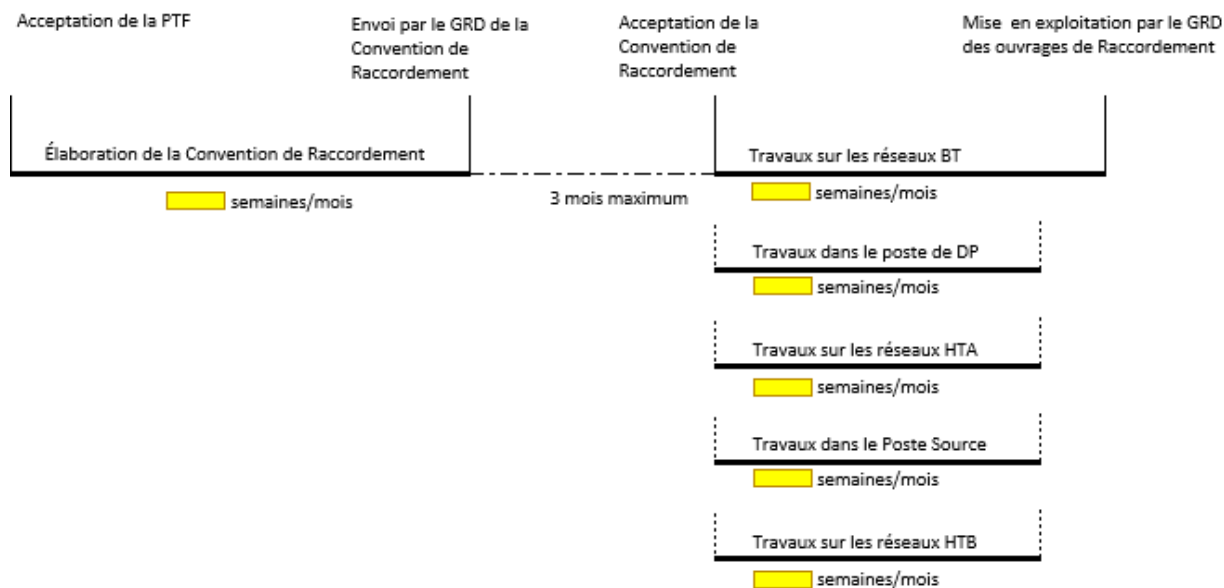 Acceptation de la PTF
Envoi par le GRD de la
Convention de
Raccordement
Acceptation de la
Convention de
Raccordement
Mise en exploitation par le GRD
des ouvrages de Raccordement
Élaboration de la Convention de Raccordement
semaines/mois
3 mois maximum
Travaux sur les réseaux BT
semaines/mois
Travaux dans le poste de DP
semaines/mois
Travaux sur les réseaux HTA
semaines/mois
Travaux dans le Poste Source
semaines/mois
Travaux sur les réseaux HTB
semaines/mois